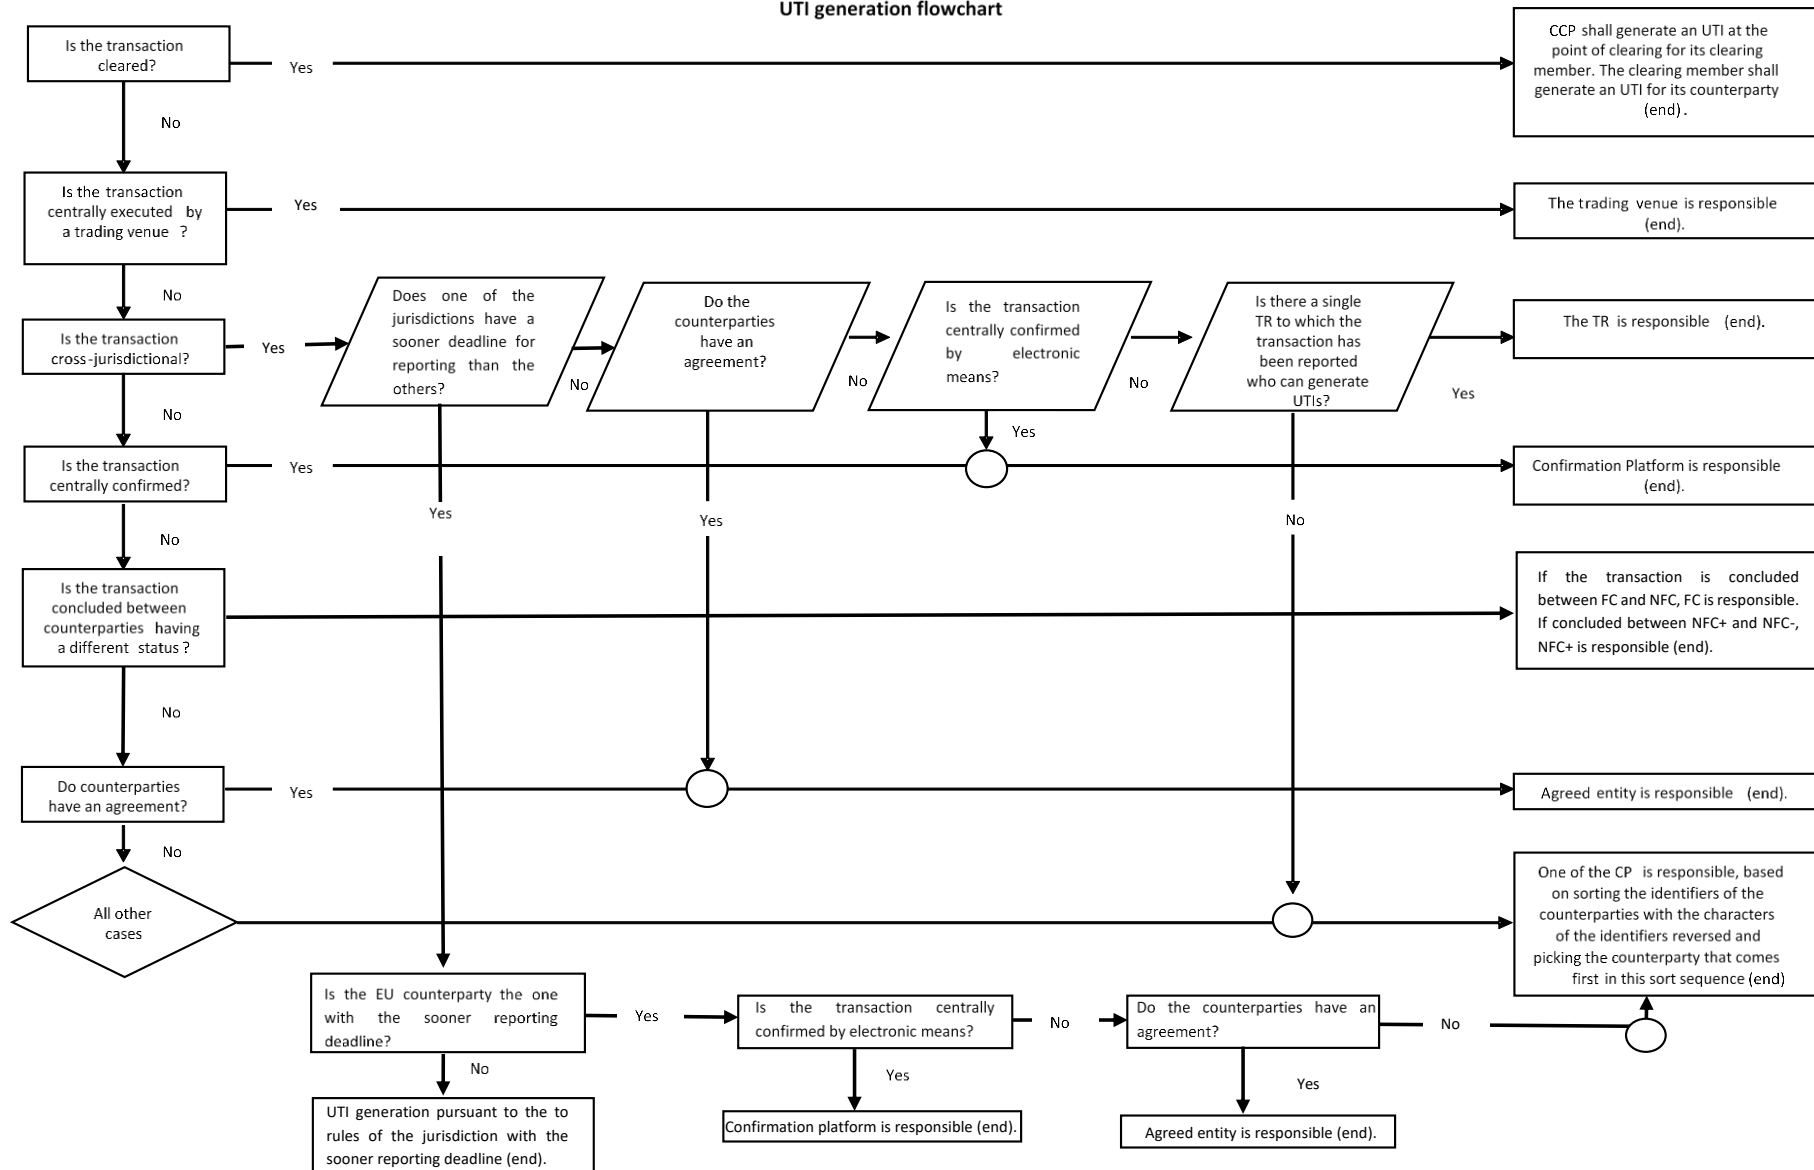 UTI generation flowchart
Is the transaction
cleared?
Yes
CCP shall generate an UTI at the
point of clearing for its clearing
member. The clearing member shall
generate an UTI for its counterparty
(end).
No
Is the transaction
centrally executed by
a trading venue ?
Yes
The trading venue is responsible
(end).
No
Is the transaction
cross-jurisdictional?
Yes
Does one of the
jurisdictions have a
sooner deadline for
reporting than the
others?
No
Do the
counterparties
have an
agreement?
No
Is the transaction
centrally confirmed
by electronic
means?
No
Is there a single
TR to which the
transaction has
been reported
who can generate
UTIs?
Yes
The TR is responsible (end).
No
Yes
Is the transaction
centrally confirmed?
Yes
Confirmation Platform is responsible
(end).
Yes
Yes
No
No
Is the transaction
concluded between
counterparties having
a different status ?
If the transaction is concluded
between FC and NFC, FC is responsible.
If concluded between NFC+ and NFC-,
NFC+ is responsible (end).
No
Do counterparties
have an agreement?
Yes
Agreed entity is responsible (end).
No
All other
cases
One of the CP is responsible, based
on sorting the identifiers of the
counterparties with the characters
of the identifiers reversed and
picking the counterparty that comes
first in this sort sequence (end)
Is the EU counterparty the one
with the sooner reporting
deadline?
Yes
Is the transaction centrally
confirmed by electronic means?
No
Do the counterparties have an
agreement?
No
No
Yes
Yes
UTI generation pursuant to the to
rules of the jurisdiction with the
sooner reporting deadline (end).
Confirmation platform is responsible (end).
Agreed entity is responsible (end).